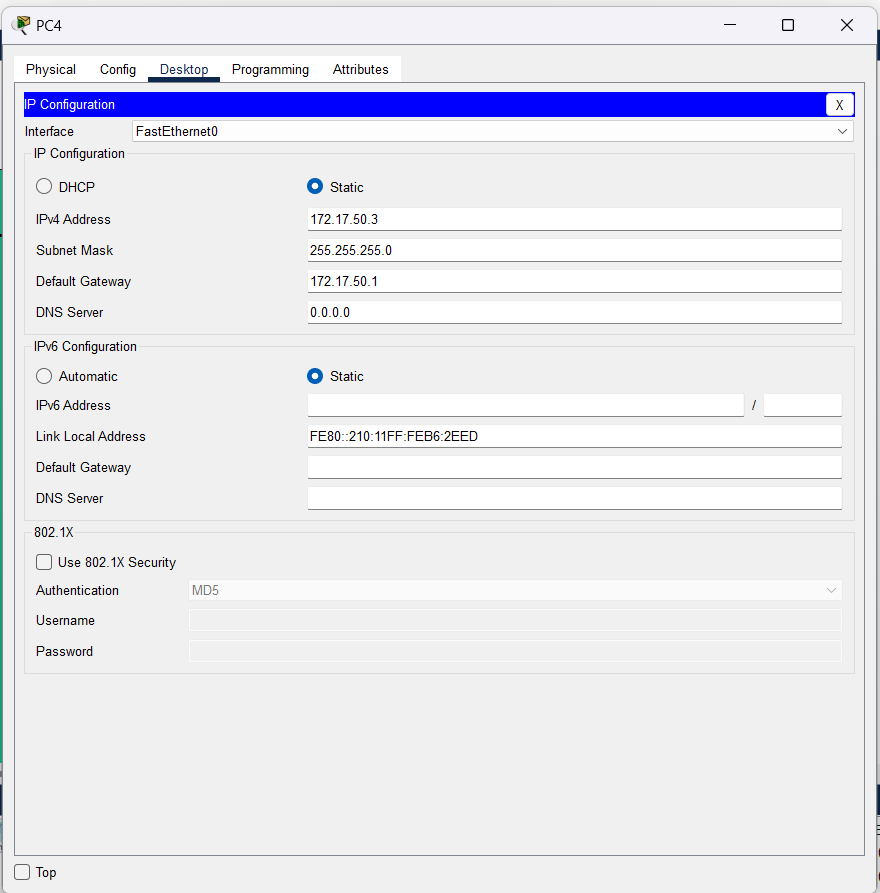 PC4
Physical Config Desktop Programming Attributes
IP Configuration X
Interface FastEthernet0
IP Configuration
DHCP Static
IPv4 Address 172.17.50.3
Subnet Mask 255.255.255.0
Default Gateway 172.17.50.1
DNS Server 0.0.0.0
IPv6 Configuration
Automatic Static
IPv6 Address /
Link Local Address FE80::210:11FF:FEB6:2EED
Default Gateway
DNS Server
802.1X
Use 802.1X Security
Authentication MD5
Username
Password
Top